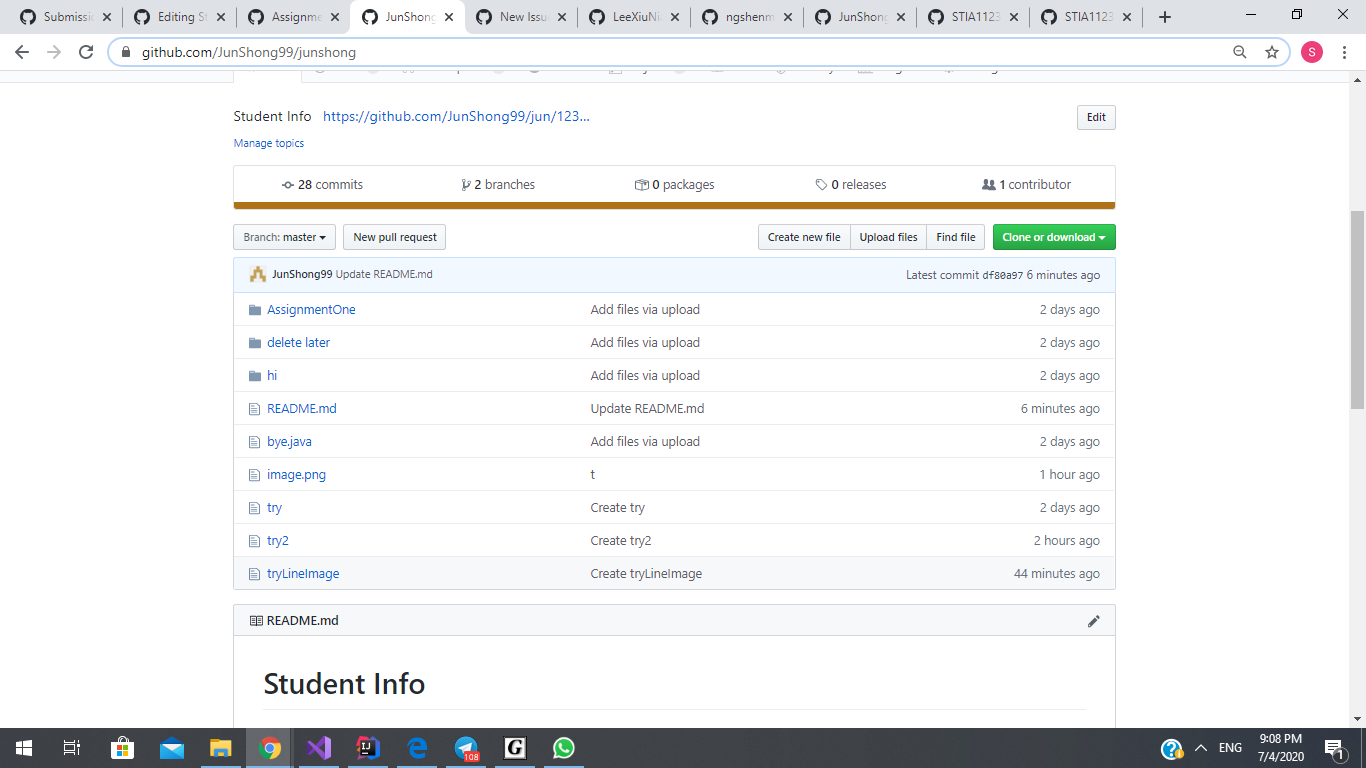 Submissi
Editing S
Assignme
JunShong
New Issu
LeeXiuNi
ngshenm
JunShong
STIA1123
STIA1123
github.com/JunShong99/junshong
S
Student Info https://github.com/JunShong99/jun/123...
Edit
Manage topics
28 commits
2 branches
0 packages
0 releases
1 contributor
Branch: master
New pull request
Create new file
Upload files
Find file
Clone or download
JunShong99 Update README.md
Latest commit df80a97 6 minutes ago
AssignmentOne Add files via upload 2 days ago
delete later Add files via upload 2 days ago
hi Add files via upload 2 days ago
README.md Update README.md 6 minutes ago
bye.java Add files via upload 2 days ago
image.png t 1 hour ago
try Create try 2 days ago
try2 Create try2 2 hours ago
tryLineImage Create tryLineImage 44 minutes ago
README.md
Student Info
108
G
ENG
9:08 PM
7/4/2020
1